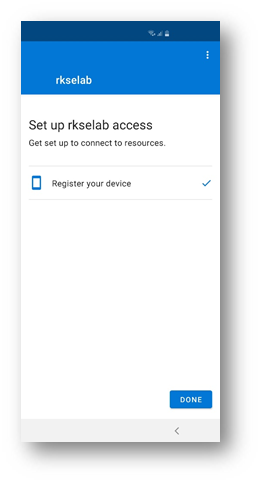 rkselab
Set up rkselab access
Get set up to connect to resources.
Register your device
DONE